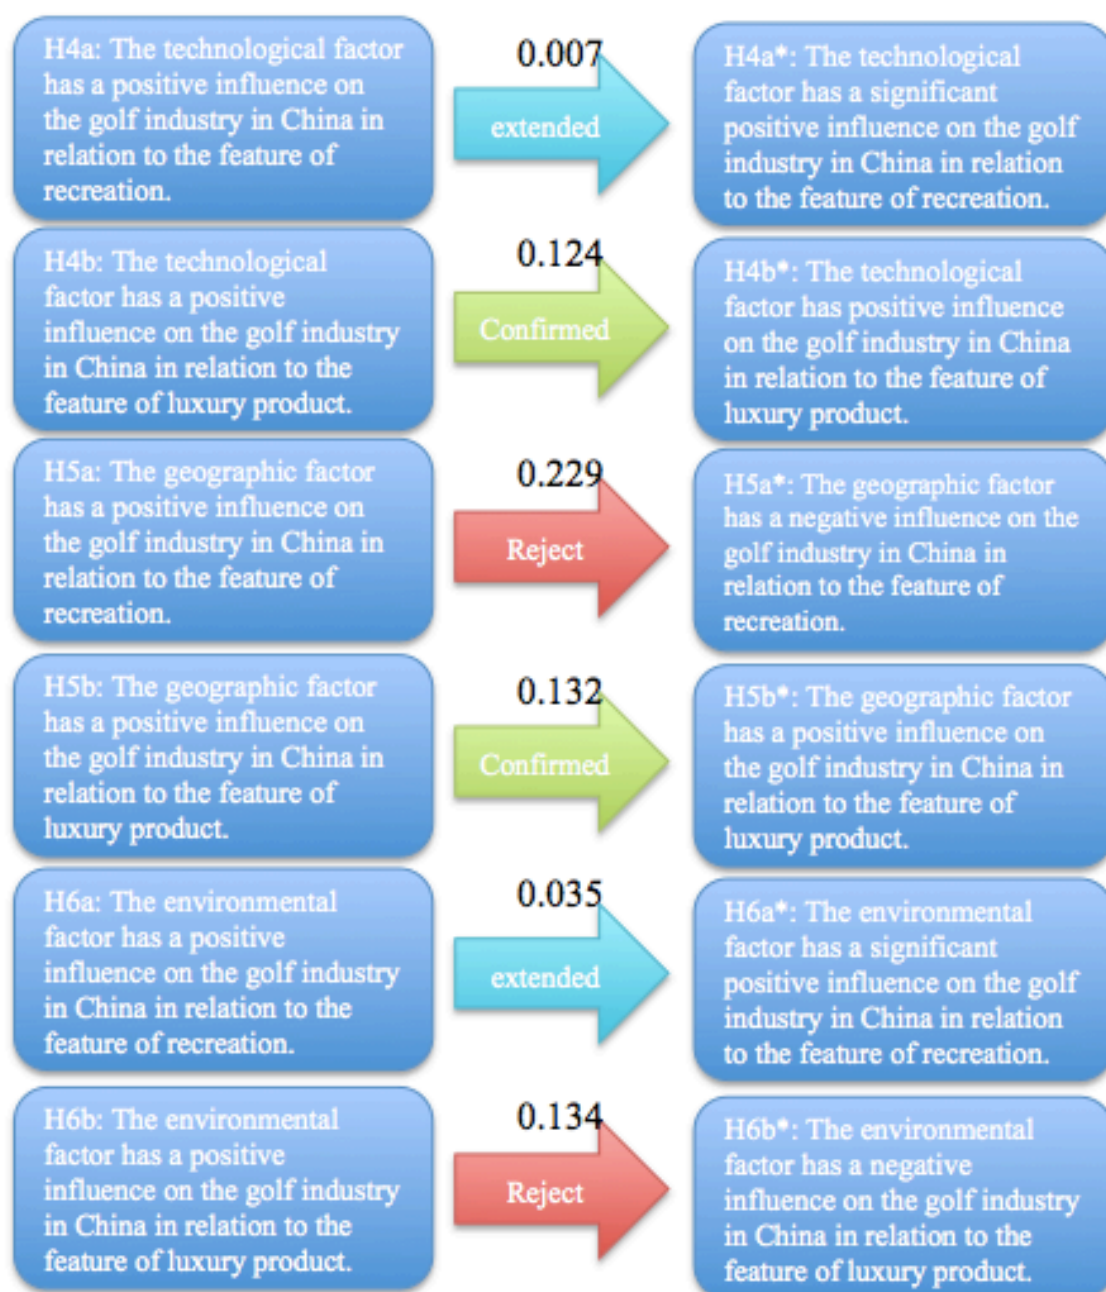 H4a: The technological factor
has a positive influence on
the golf industry in China in
relation to the feature of
recreation.
0.007
extended
H4a*: The technological
factor has a significant
positive influence on the golf
industry in China in relation
to the feature of recreation.
H4b: The technological
factor has a positive
influence on the golf industry
in China in relation to the
feature of luxury product.
0.124
Confirmed
H4b*: The technological
factor has positive influence
on the golf industry in China
in relation to the feature of
luxury product.
H5a: The geographic factor
has a positive influence on
the golf industry in China in
relation to the feature of
recreation.
0.229
Reject
H5a*: The geographic factor
has a negative influence on the
golf industry in China in
relation to the feature of
recreation.
H5b: The geographic factor
has a positive influence on
the golf industry in China in
relation to the feature of
luxury product.
0.132
Confirmed
H5b*: The geographic factor
has a positive influence on
the golf industry in China in
relation to the feature of
luxury product.
H6a: The environmental
factor has a positive
influence on the golf industry
in China in relation to the
feature of recreation.
0.035
extended
H6a*: The environmental
factor has a significant
positive influence on the golf
industry in China in relation
to the feature of recreation.
H6b: The environmental
factor has a positive
influence on the golf industry
in China in relation to the
feature of luxury product.
0.134
Reject
H6b*: The environmental
factor has a negative
influence on the golf industry
in China in relation to the
feature of luxury product.